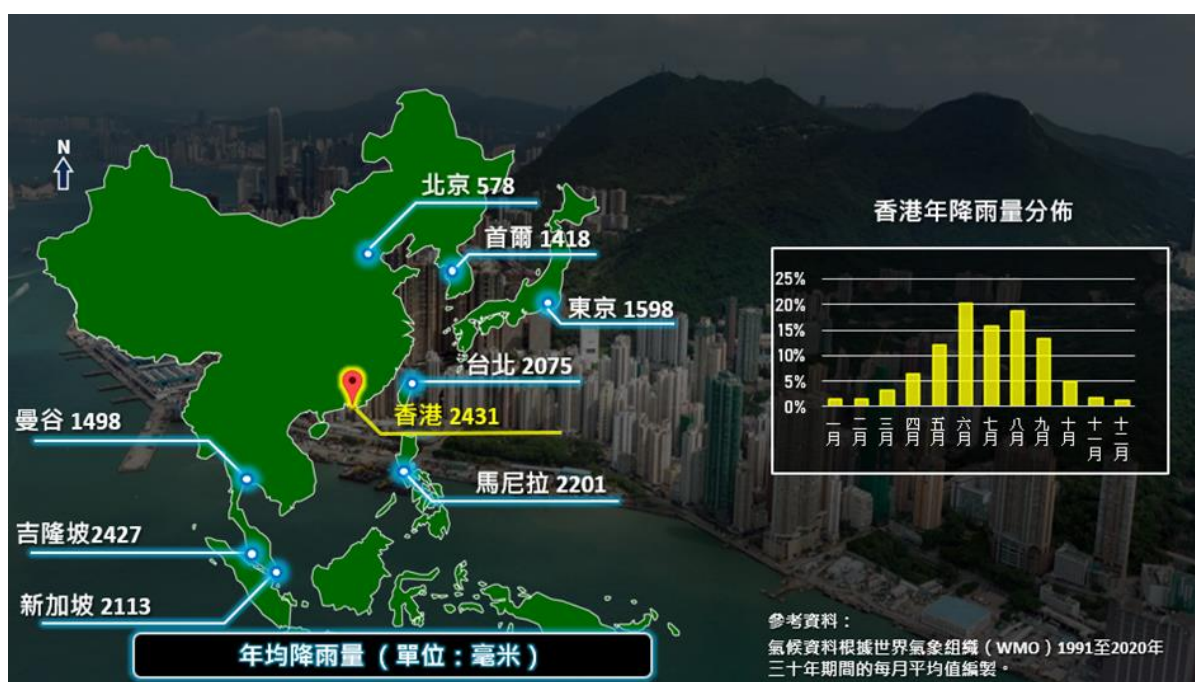 N
北京 578
首爾 1418
東京 1598
台北 2075
香港 2431
曼谷 1498
馬尼拉 2201
吉隆坡2427
新加坡 2113
年均降雨量（單位：毫米）
香港年降雨量分佈
25%
20%
15%
10%
5%
0%
一月 二月 三月 四月 五月 六月 七月 八月 九月 十月 十一月 十二月
參考資料：
氣候資料根據世界氣象組織（WMO）1991至2020年
三十年期間的每月平均值編製。